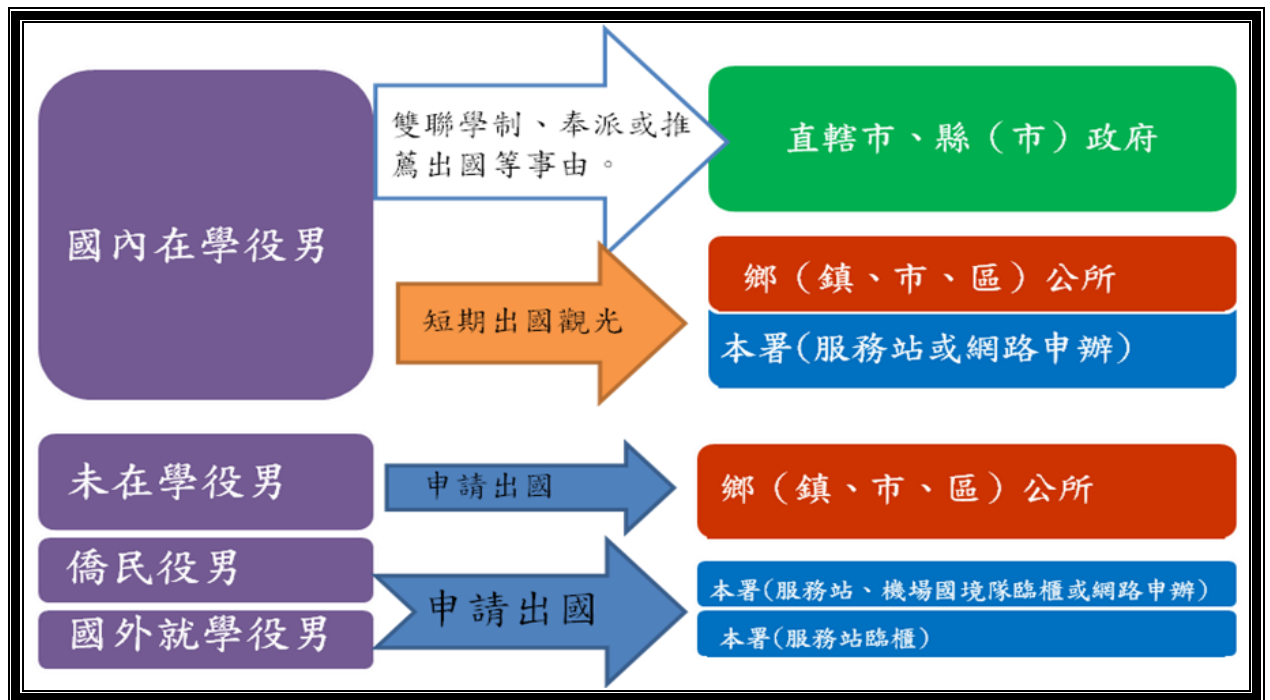 國內在學役男
雙聯學制、奉派或推
薦出國等事由。
直轄市、縣（市）政府
短期出國觀光
鄉（鎮、市、區）公所
本署(服務站或網路申辦)
未在學役男
申請出國
鄉（鎮、市、區）公所
僑民役男
國外就學役男
申請出國
本署(服務站、機場國境隊臨櫃或網路申辦)
本署(服務站臨櫃)